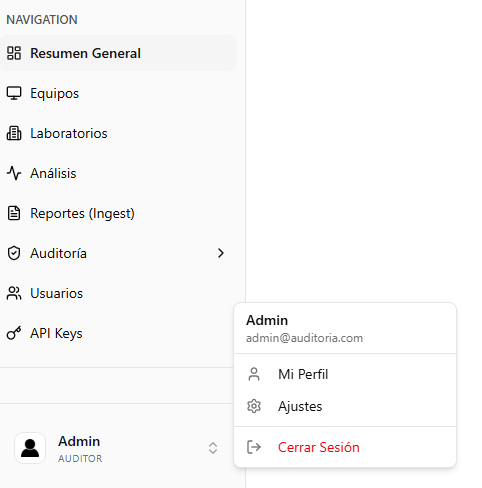 NAVIGATION
Resumen General
Equipos
Laboratorios
Análisis
Reportes (Ingest)
Auditoría
Usuarios
API Keys
Admin
admin@auditoria.com
Mi Perfil
Ajustes
Cerrar Sesión
Admin
AUDITOR